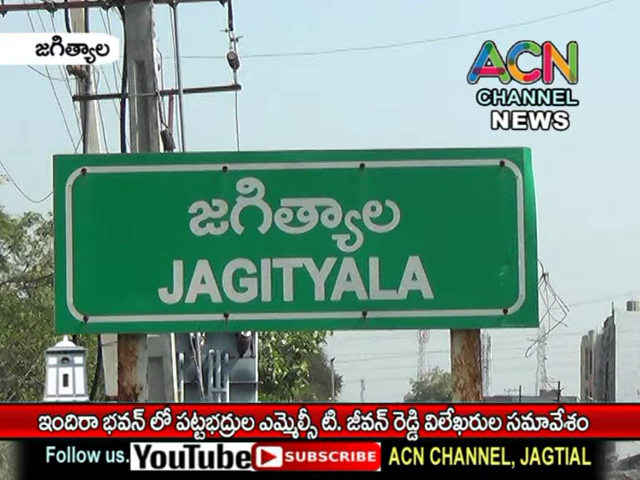 జగిత్యాల
ACN
CHANNEL
NEWS
జగిత్యాల
JAGITYALA
ఇందిరా భవన్ లో పట్టభద్రుల ఎమ్మెల్సీ టి. జీవన్ రెడ్డి విలేఖరుల సమావేశం
Follow us. YouTube SUBSCRIBE ACN CHANNEL, JAGTIAL